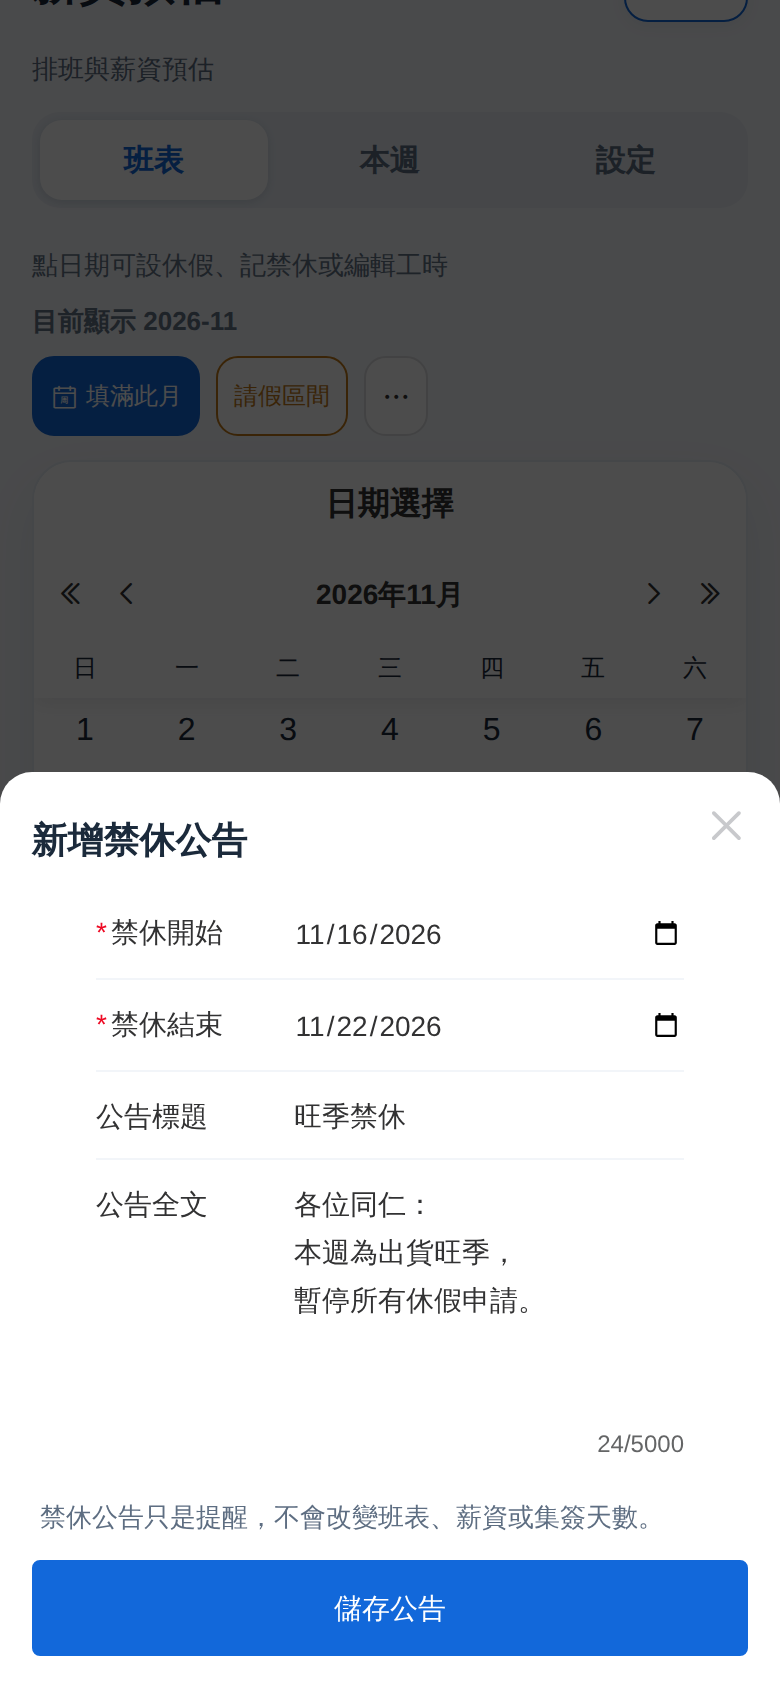 排班與薪資預估
班表 本週 設定
點日期可設休假、記禁休或編輯工時
目前顯示 2026-11
填滿此月 請假區間 ...
日期選擇
2026年11月
日 一 二 三 四 五 六
1 2 3 4 5 6 7
新增禁休公告
*禁休開始 11/16/2026
*禁休結束 11/22/2026
公告標題 旺季禁休
公告全文 各位同仁：
本週為出貨旺季，
暫停所有休假申請。
24/5000
禁休公告只是提醒，不會改變班表、薪資或集簽天數。
儲存公告